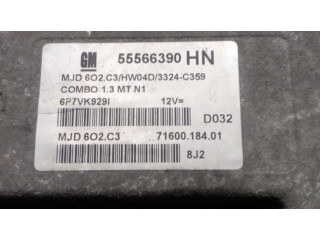 GM 55566390 HN
MJD 6O2.C3/HW04D/3324-C359
COMBO 1.3 MT N1
6P7VK929I 12V=
D032
MJD 6O2.C3 71600.184.01
8J2